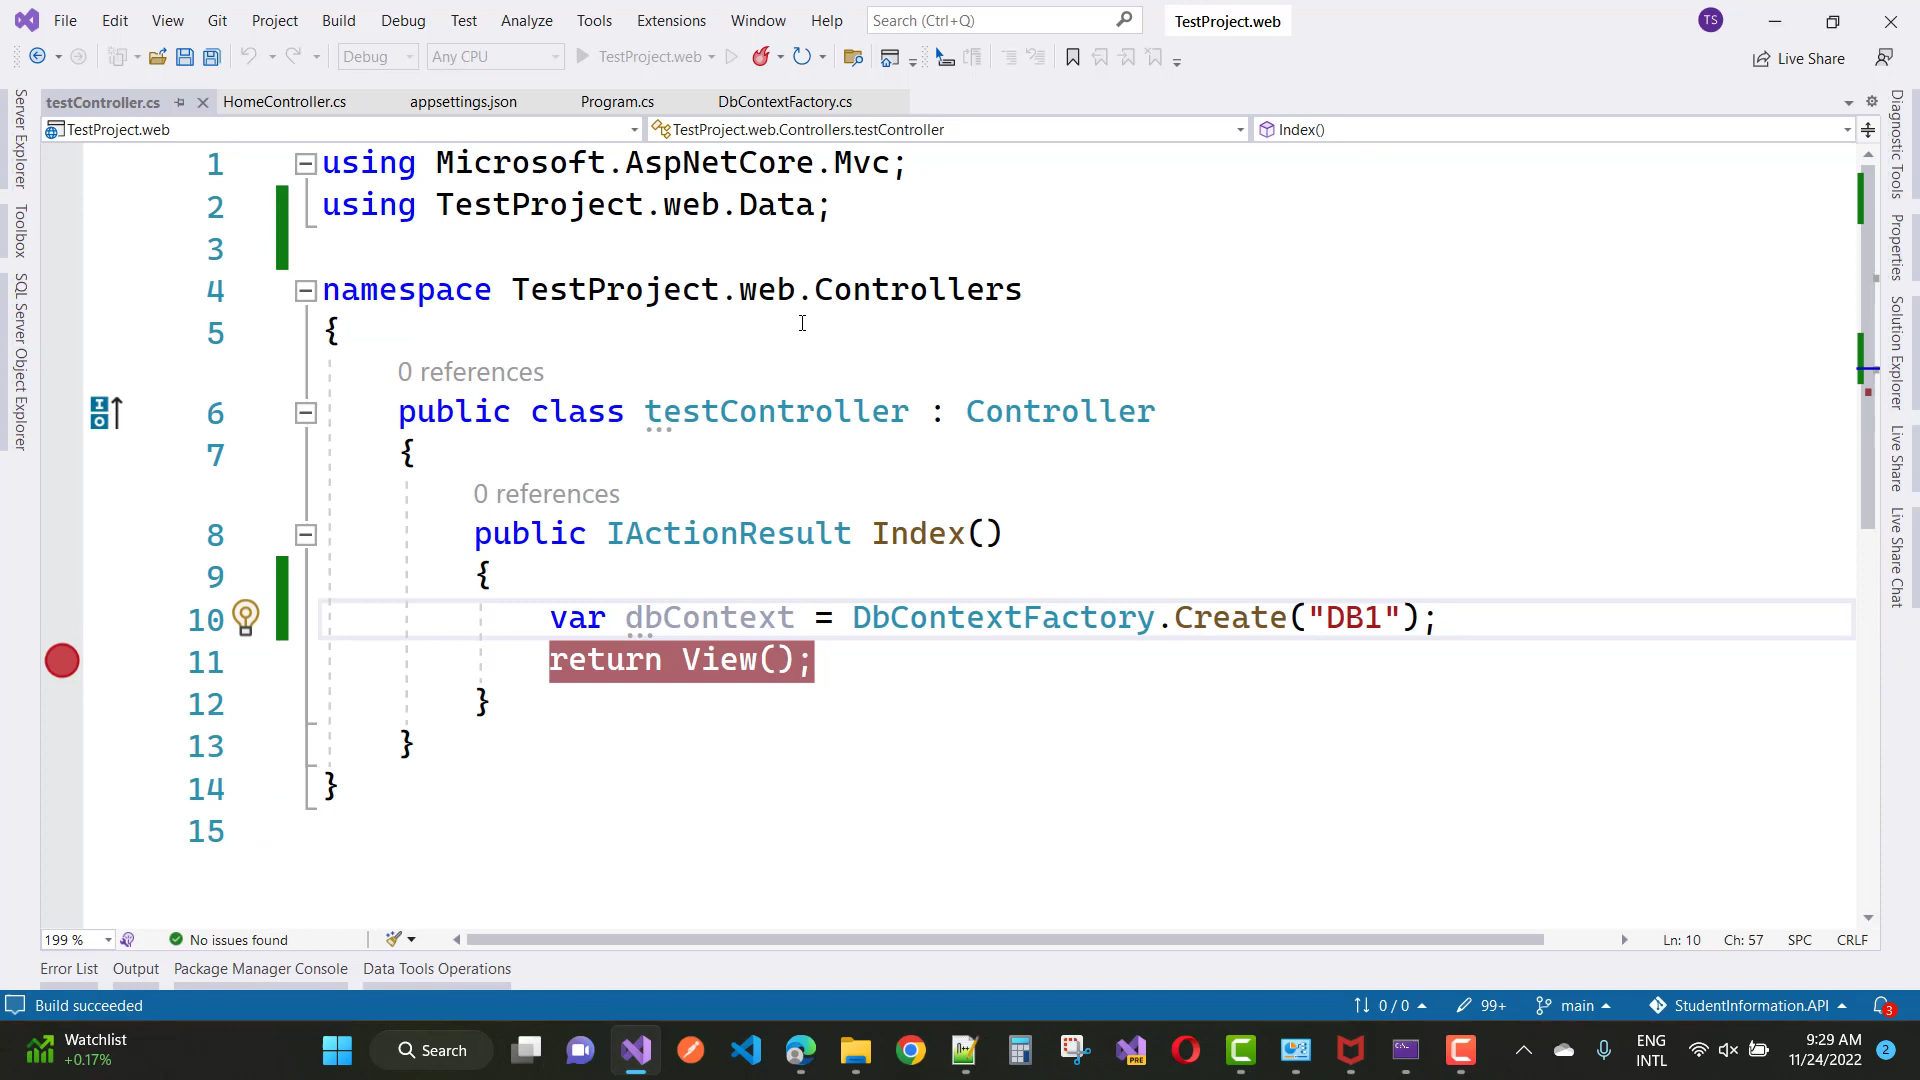 File Edit View Git Project Build Debug Test Analyze Tools Extensions Window Help Search (Ctrl+Q) TestProject.web TS
Debug Any CPU TestProject.web Live Share
testController.cs HomeController.cs appsettings.json Program.cs DbContextFactory.cs
TestProject.web TestProject.web.Controllers.testController Index()
Server Explorer
Toolbox
SQL Server Object Explorer
1 using Microsoft.AspNetCore.Mvc;
2 using TestProject.web.Data;
3
4 namespace TestProject.web.Controllers
5 {
0 references
6 public class testController : Controller
7 {
0 references
8 public IActionResult Index()
9 {
10 var dbContext = DbContextFactory.Create("DB1");
11 return View();
12 }
13 }
14 }
15
Diagnostic Tools
Properties
Solution Explorer
Live Share
Live Share Chat
199 % No issues found Ln: 10 Ch: 57 SPC CRLF
Error List Output Package Manager Console Data Tools Operations
Build succeeded 0 / 0 99+ main StudentInformation.API 3
Watchlist
+0.17%
Search
ENG
INTL
9:29 AM
11/24/2022
2